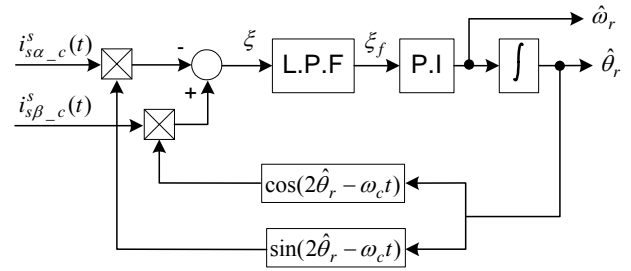 i^s_{sα_c}(t)
-
ξ
L.P.F
ξ_f
P.I
∫
ω̂_r
θ̂_r
+
i^s_{sβ_c}(t)
cos(2θ̂_r − ω_c t)
sin(2θ̂_r − ω_c t)